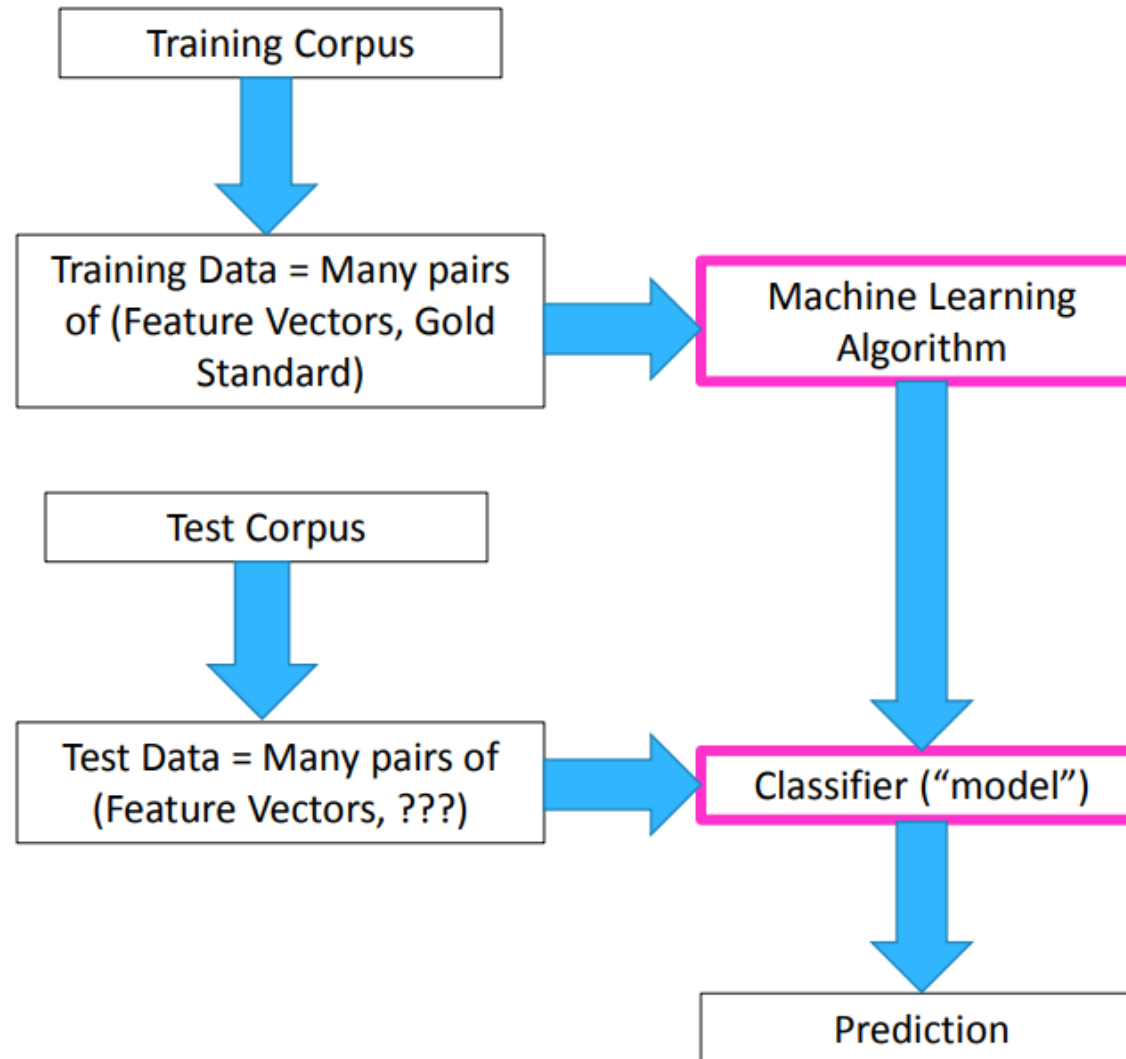 Training Corpus
Training Data = Many pairs
of (Feature Vectors, Gold
Standard)
Machine Learning
Algorithm
Test Corpus
Test Data = Many pairs of
(Feature Vectors, ???)
Classifier (“model”)
Prediction